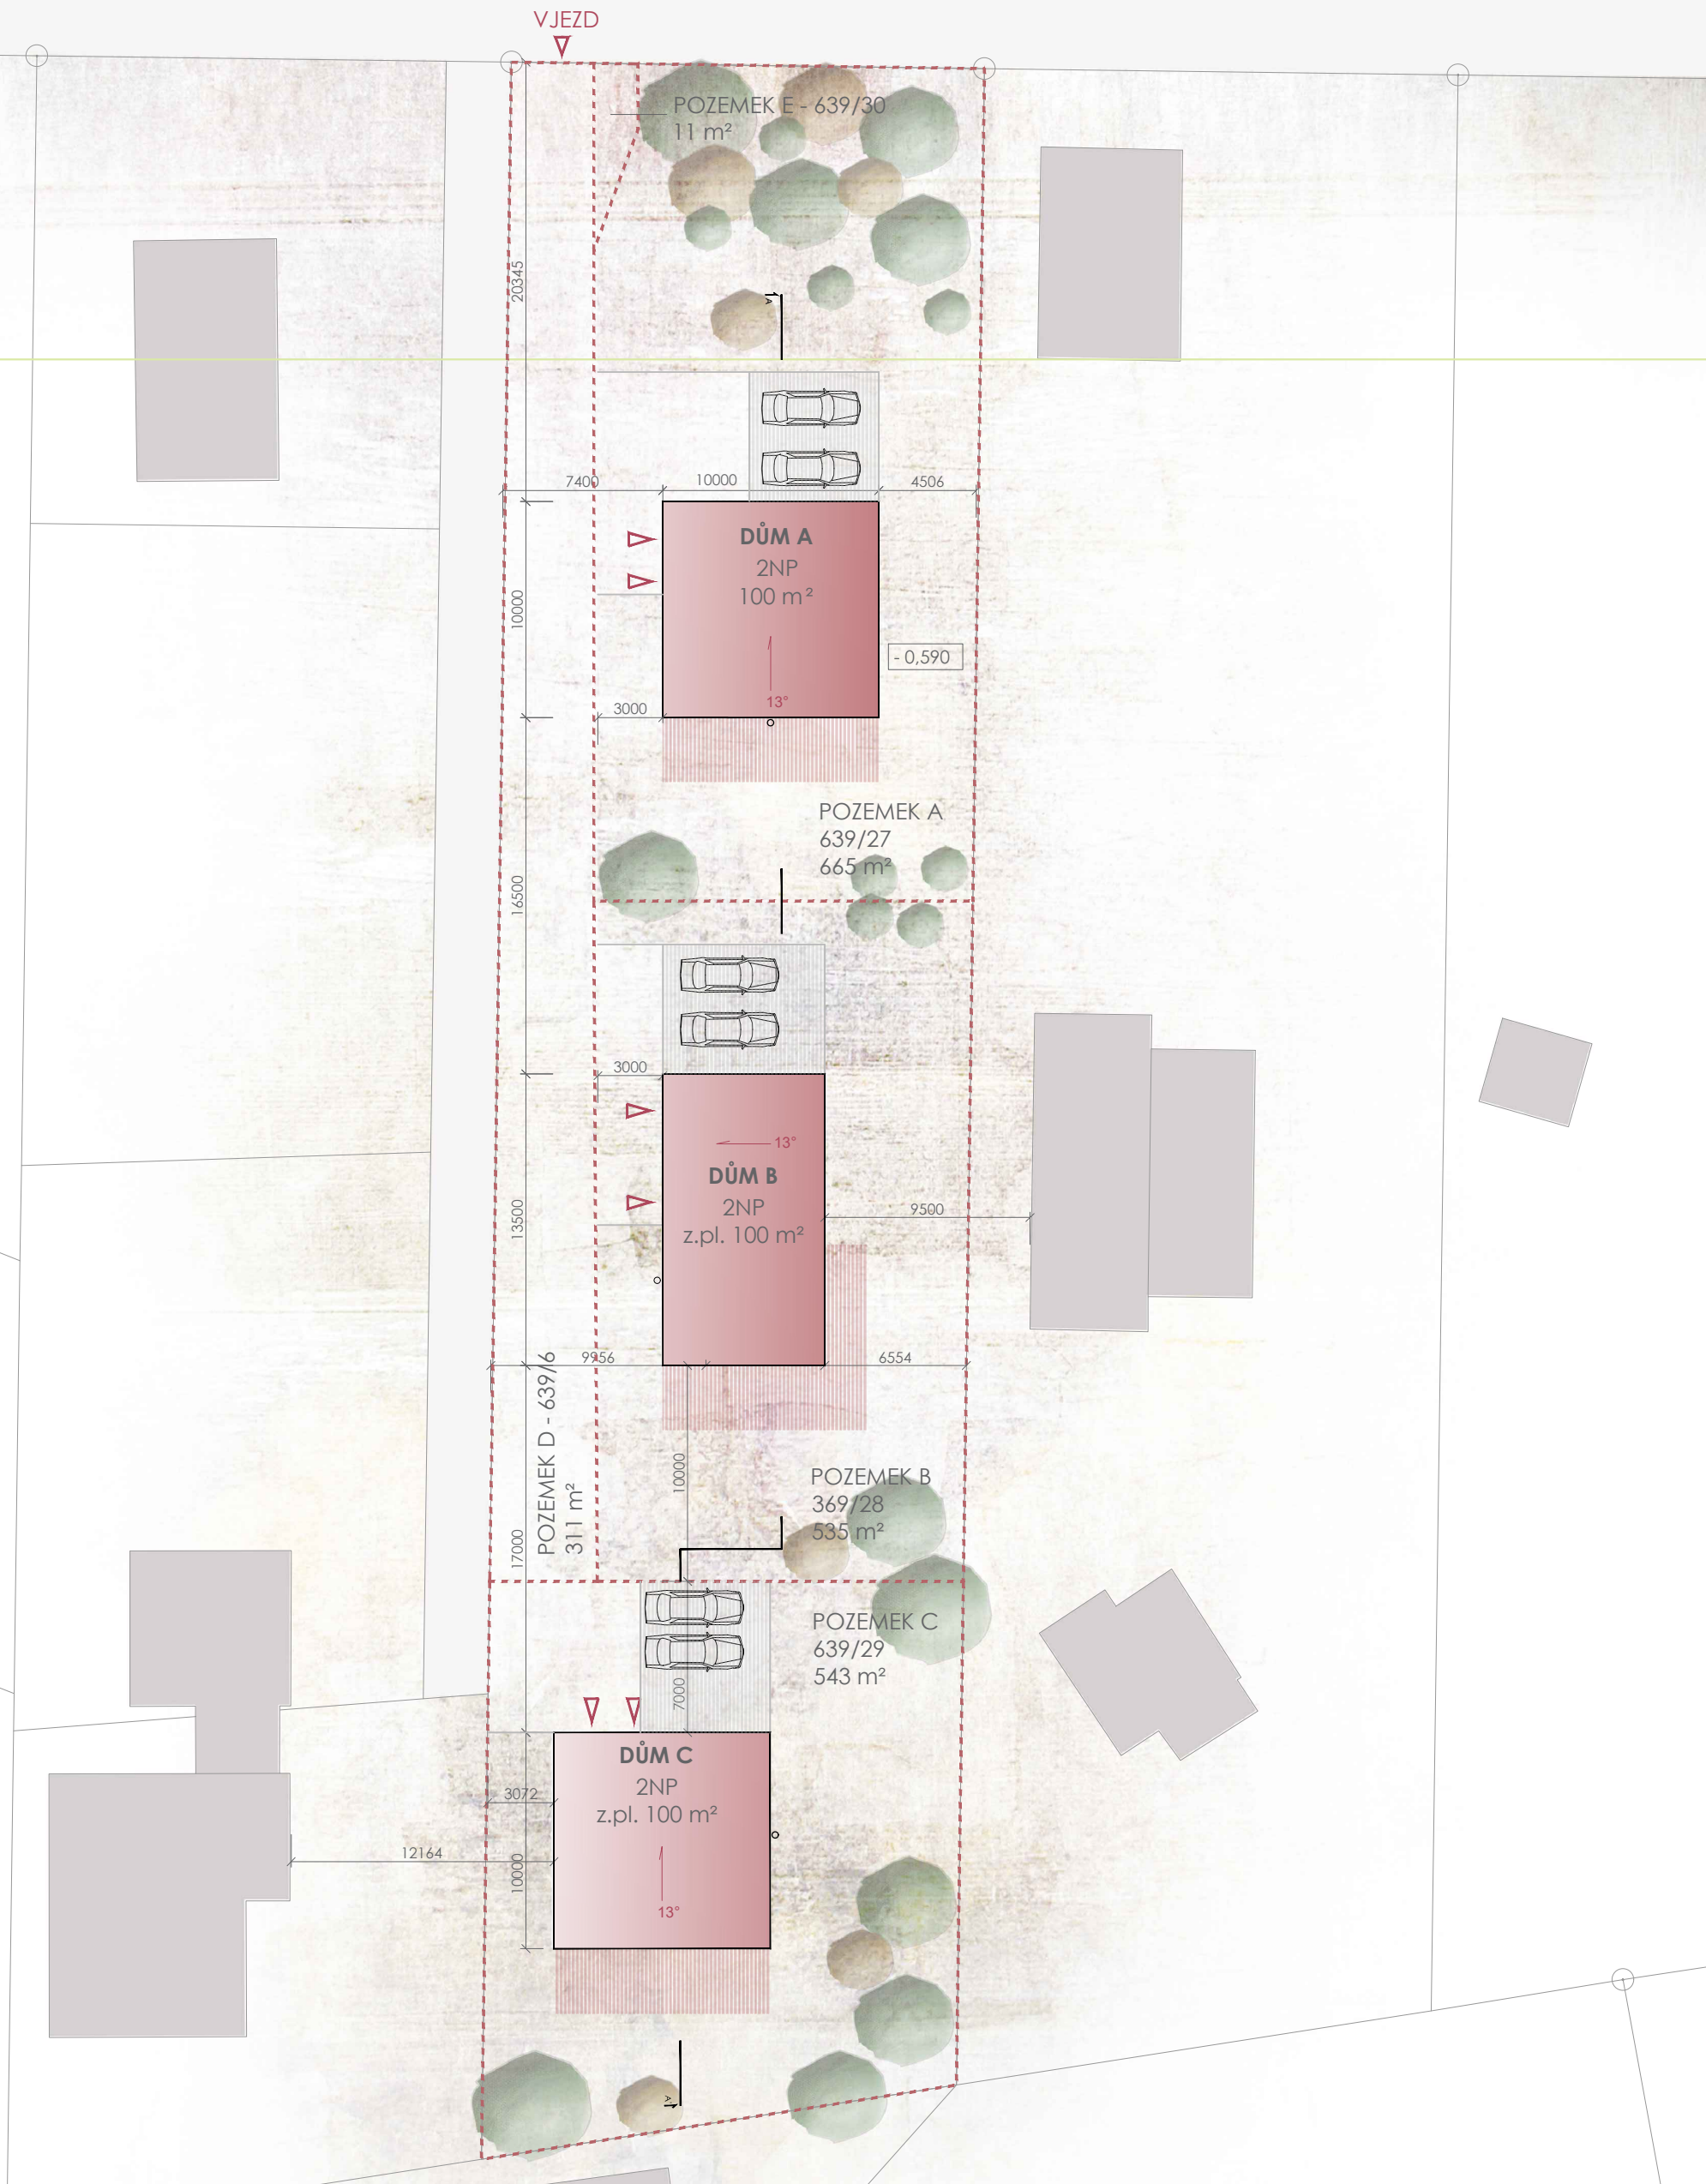 VJEZD
POZEMEK E - 639/30
11 m²
20345
A
7400
10000
4506
DŮM A
2NP
100 m²
10000
- 0,590
13°
3000
POZEMEK A
639/27
665 m²
16500
3000
13°
DŮM B
2NP
z.pl. 100 m²
13500
9500
9956
6554
POZEMEK D - 639/6
311 m²
10000
POZEMEK B
369/28
535 m²
17000
POZEMEK C
639/29
543 m²
7000
DŮM C
2NP
z.pl. 100 m²
3072
12164
10000
13°
A'